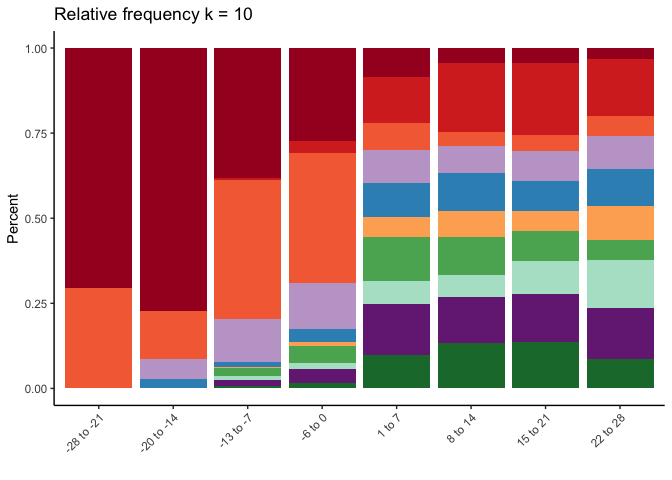 Relative frequency k = 10
Percent
1.00
0.75
0.50
0.25
0.00
-28 to -21
-20 to -14
-13 to -7
-6 to 0
1 to 7
8 to 14
15 to 21
22 to 28